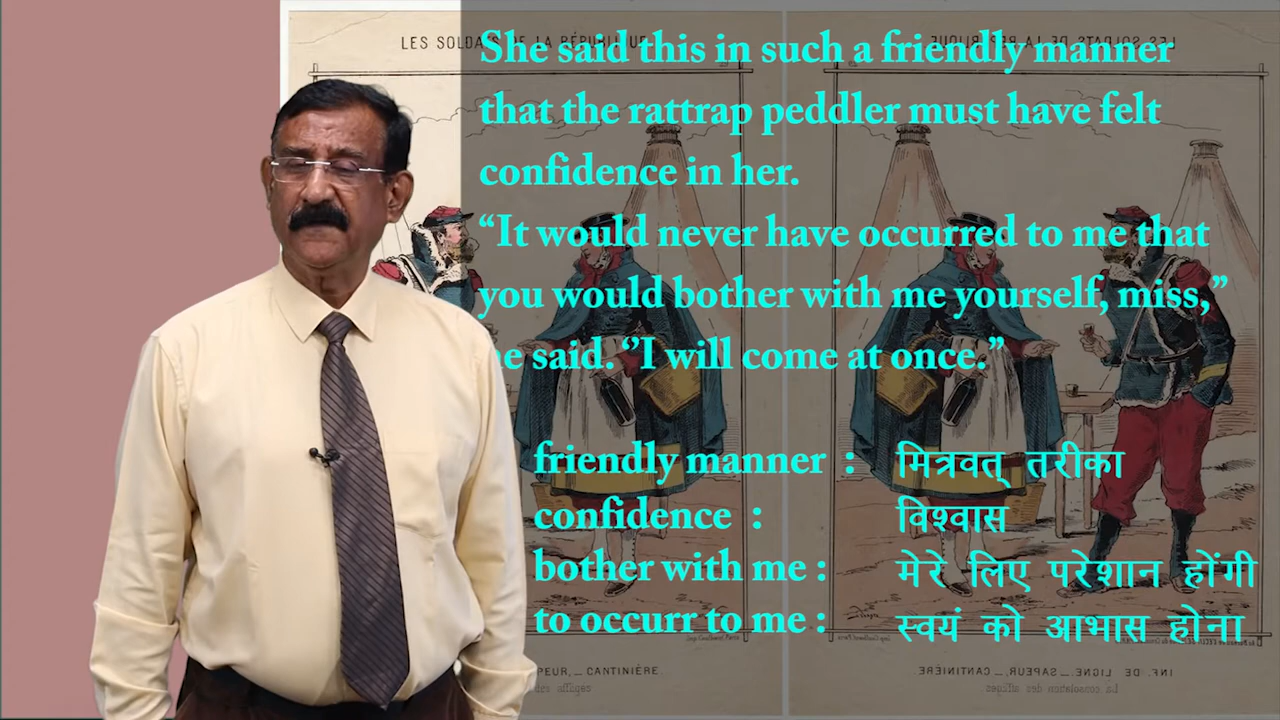 LES SOLDATS DE LA RÉPUBLIQUE
She said this in such a friendly manner
that the rattrap peddler must have felt
confidence in her.
“It would never have occurred to me that
you would bother with me yourself, miss,”
he said. “I will come at once.”
friendly manner : मित्रवत् तरीका
confidence : विश्वास
bother with me : मेरे लिए परेशान होंगी
to occurr to me : स्वयं को आभास होना
PEUR,_ CANTINIÈRE
INF. DE LIGNE._ SAPEUR,_ CANTINIÈRE